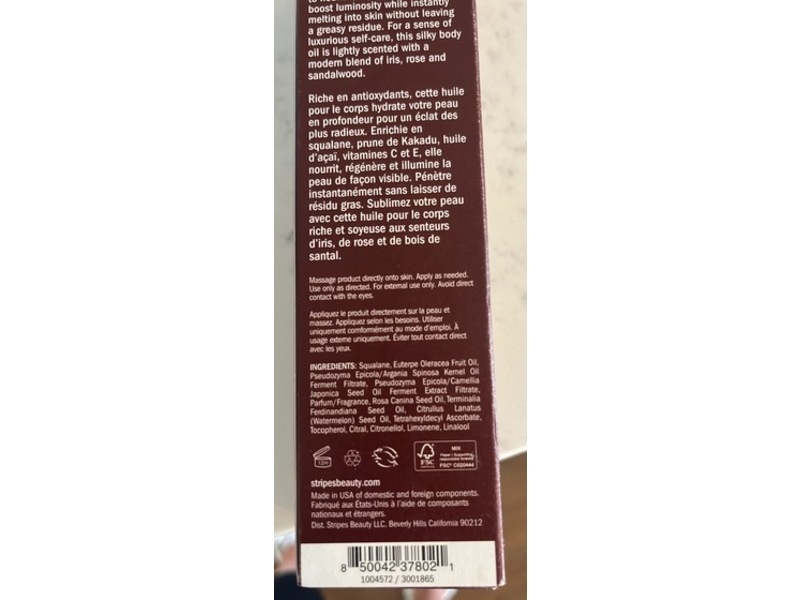 boost luminosity while instantly
melting into skin without leaving
a greasy residue. For a sense of
luxurious self-care, this silky body
oil is lightly scented with a
modern blend of iris, rose and
sandalwood.
Riche en antioxydants, cette huile
pour le corps hydrate votre peau
en profondeur pour un éclat des
plus radieux. Enrichie en
squalane, prune de Kakadu, huile
d'açaï, vitamines C et E, elle
nourrit, régénère et illumine la
peau de façon visible. Pénètre
instantanément sans laisser de
résidu gras. Sublimez votre peau
avec cette huile pour le corps
riche et soyeuse aux senteurs
d'iris, de rose et de bois de
santal.
Massage product directly onto skin. Apply as needed.
Use only as directed. For external use only. Avoid direct
contact with the eyes.
Appliquez le produit directement sur la peau et
massez. Appliquez selon les besoins. Utiliser
uniquement conformément au mode d'emploi. À
usage externe uniquement. Éviter tout contact direct
avec les yeux.
INGREDIENTS: Squalane, Euterpe Oleracea Fruit Oil,
Pseudozyma Epicola/Argania Spinosa Kernel Oil
Ferment Filtrate, Pseudozyma Epicola/Camellia
Japonica Seed Oil Ferment Extract Filtrate,
Parfum/Fragrance, Rosa Canina Seed Oil, Terminalia
Ferdinandiana Seed Oil, Citrullus Lanatus
(Watermelon) Seed Oil, Tetrahexyldecyl Ascorbate,
Tocopherol, Citral, Citronellol, Limonene, Linalool
12M
FSC
MIX
Paper | Supporting
responsible forestry
FSC® C020444
stripesbeauty.com
Made in USA of domestic and foreign components.
Fabriqué aux États-Unis à l'aide de composants
nationaux et étrangers.
Dist. Stripes Beauty LLC, Beverly Hills California 90212
8 50042 37802 1
1004572 / 3001865